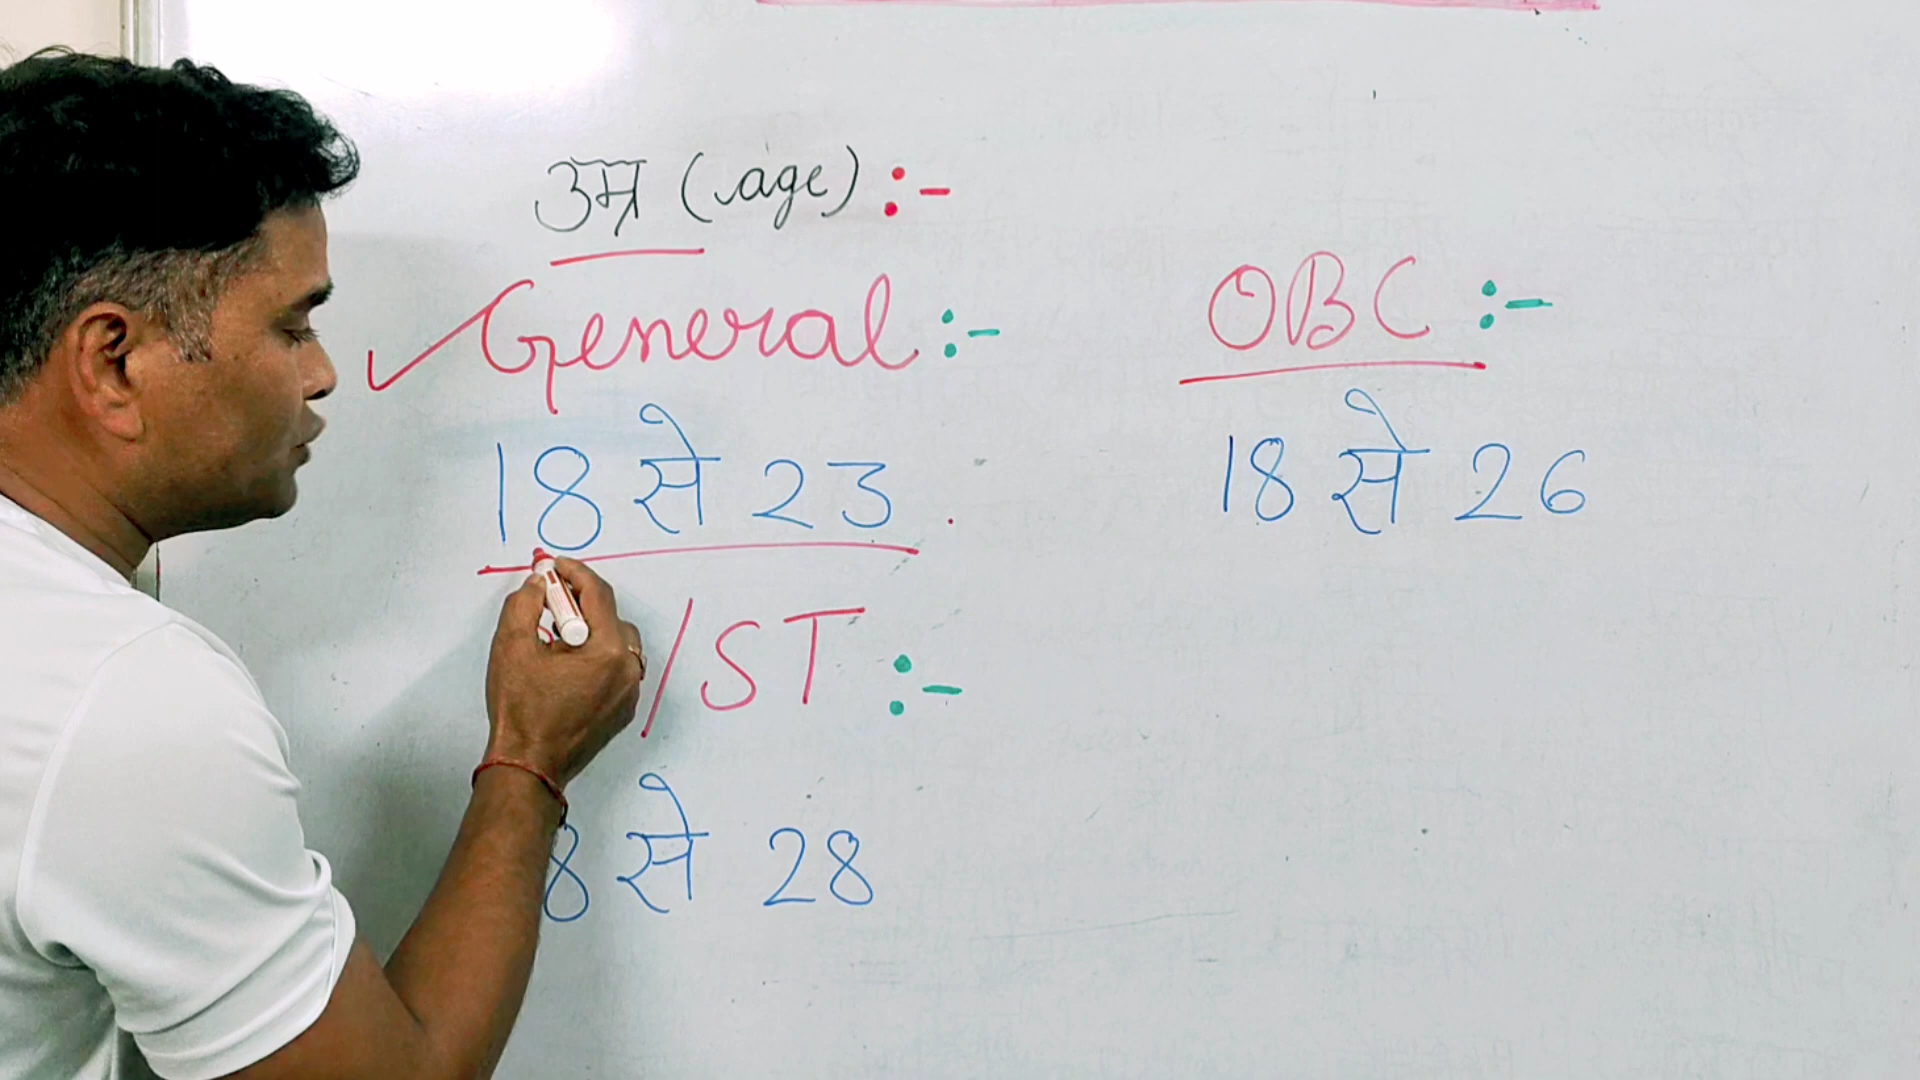 उम्र (age) :-
General :-
18 से 23
OBC :-
18 से 26
/ST :-
8 से 28